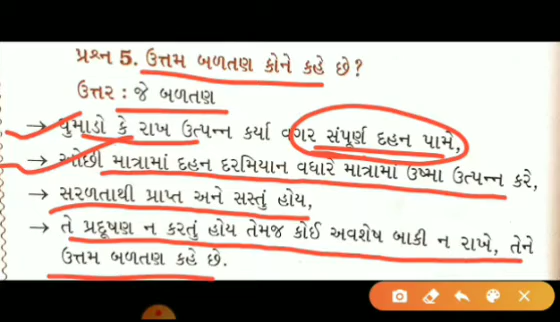 પ્રશ્ન 5. ઉત્તમ બળતણ કોને કહે છે?
ઉત્તર : જે બળતણ
→ ધુમાડો કે રાખ ઉત્પન્ન કર્યા વગર સંપૂર્ણ દહન પામે,
→ ઓછી માત્રામાં દહન દરમિયાન વધારે માત્રામાં ઉષ્મા ઉત્પન્ન કરે,
→ સરળતાથી પ્રાપ્ત અને સસ્તું હોય,
→ તે પ્રદૂષણ ન કરતું હોય તેમજ કોઈ અવશેષ બાકી ન રાખે, તેને
ઉત્તમ બળતણ કહે છે.